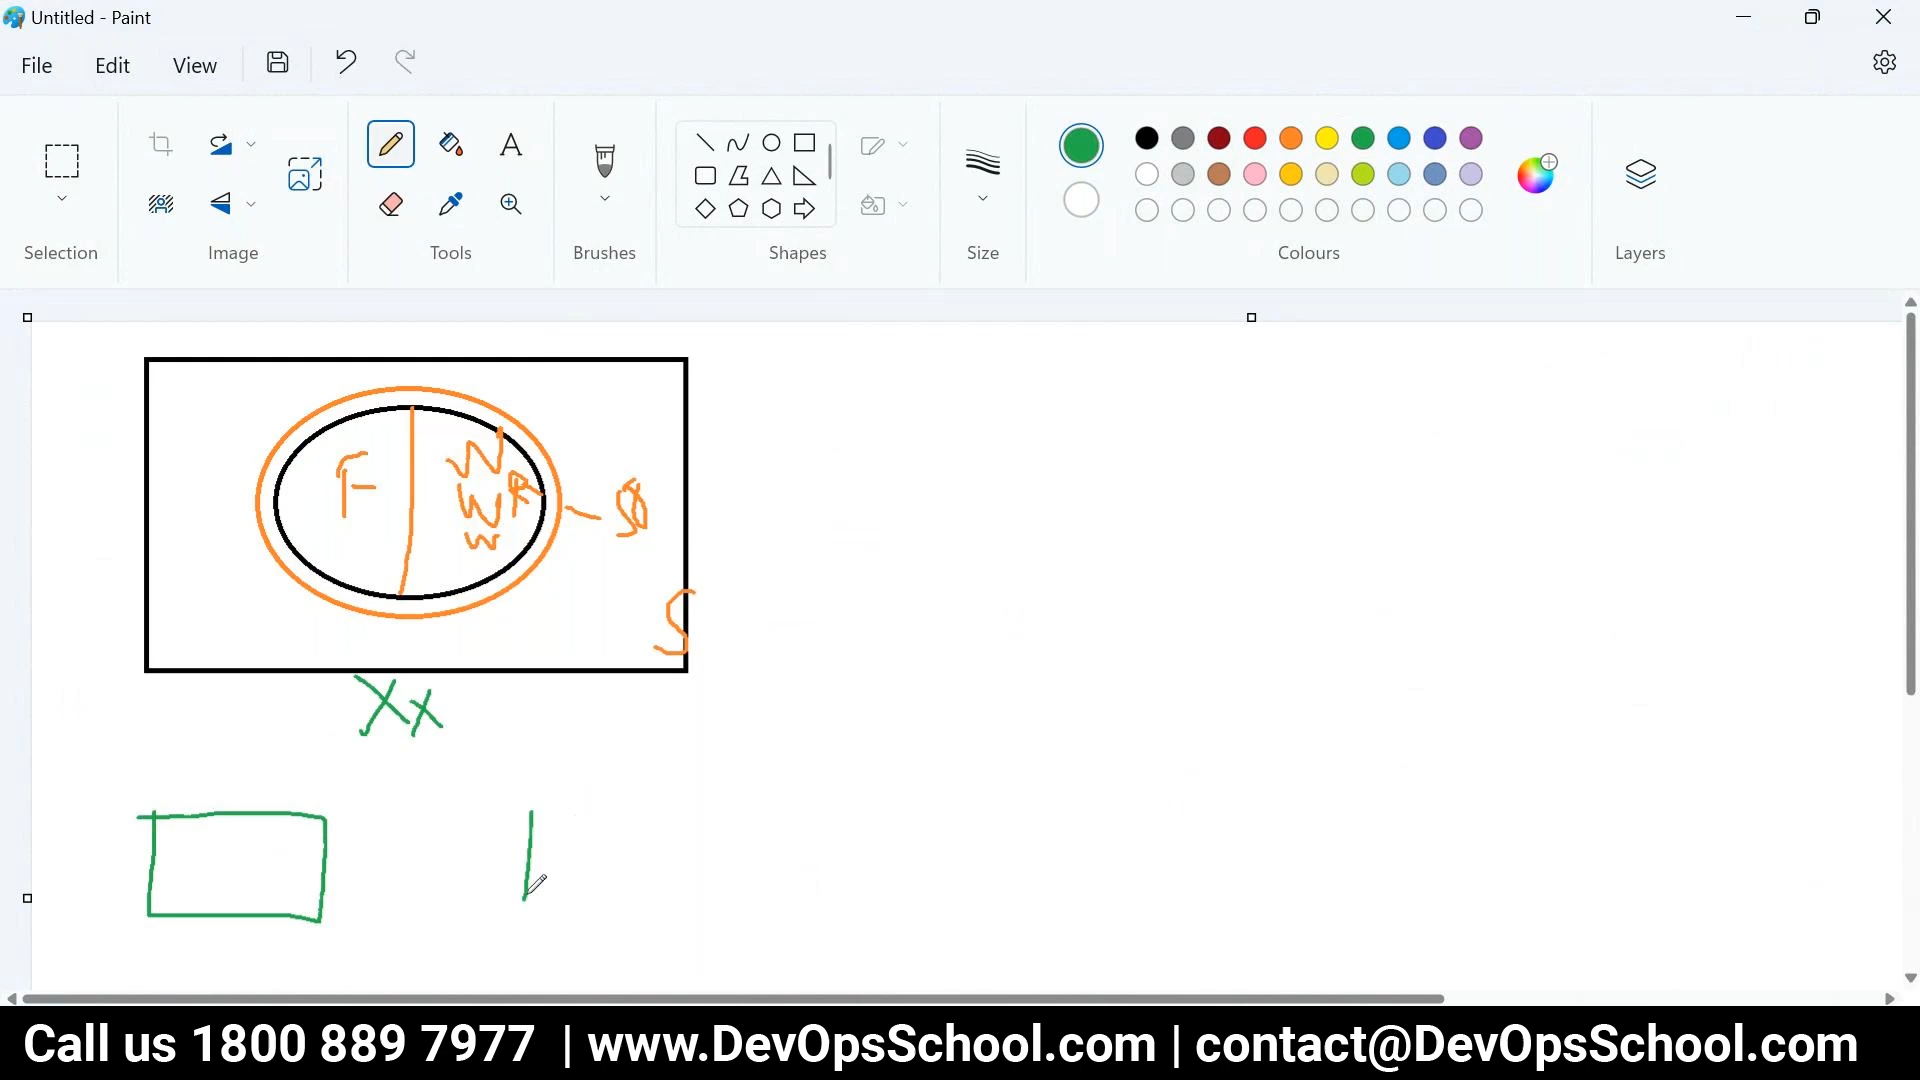 Untitled - Paint
File Edit View
Selection
Image
Tools
Brushes
Shapes
Size
Colours
Layers
A
F
N
W
R
W
S
Xx
Call us 1800 889 7977 | www.DevOpsSchool.com | contact@DevOpsSchool.com